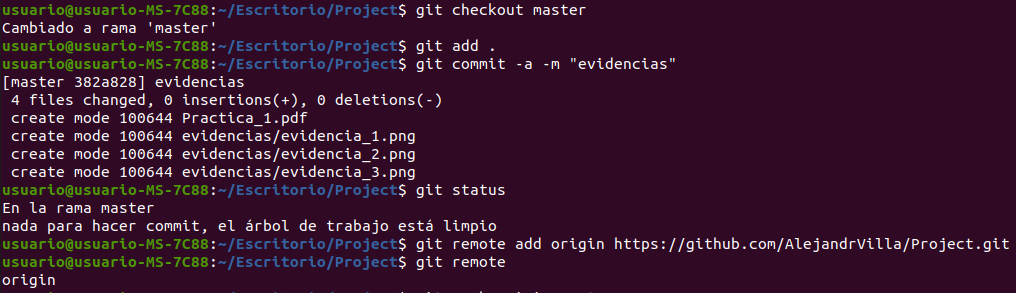 usuario@usuario-MS-7C88:~/Escritorio/Project$ git checkout master
Cambiado a rama 'master'
usuario@usuario-MS-7C88:~/Escritorio/Project$ git add .
usuario@usuario-MS-7C88:~/Escritorio/Project$ git commit -a -m "evidencias"
[master 382a828] evidencias
 4 files changed, 0 insertions(+), 0 deletions(-)
 create mode 100644 Practica_1.pdf
 create mode 100644 evidencias/evidencia_1.png
 create mode 100644 evidencias/evidencia_2.png
 create mode 100644 evidencias/evidencia_3.png
usuario@usuario-MS-7C88:~/Escritorio/Project$ git status
En la rama master
nada para hacer commit, el árbol de trabajo está limpio
usuario@usuario-MS-7C88:~/Escritorio/Project$ git remote add origin https://github.com/AlejandrVilla/Project.git
usuario@usuario-MS-7C88:~/Escritorio/Project$ git remote
origin